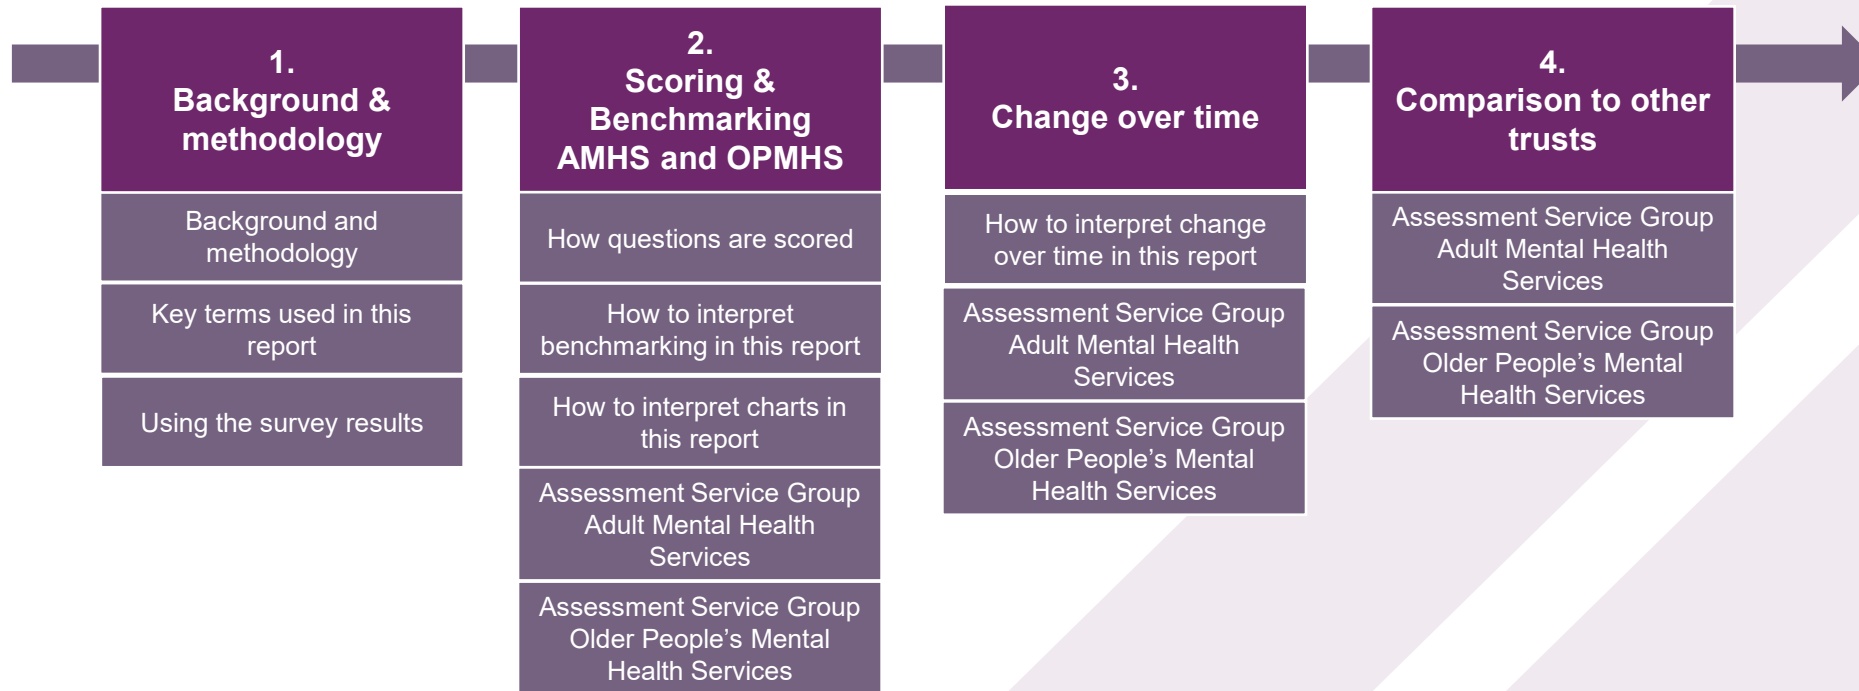 1.
Background &
methodology
Background and
methodology
Key terms used in this
report
Using the survey results
2.
Scoring &
Benchmarking
AMHS and OPMHS
How questions are scored
How to interpret
benchmarking in this report
How to interpret charts in
this report
Assessment Service Group
Adult Mental Health
Services
Assessment Service Group
Older People’s Mental
Health Services
3.
Change over time
How to interpret change
over time in this report
Assessment Service Group
Adult Mental Health
Services
Assessment Service Group
Older People’s Mental
Health Services
4.
Comparison to other
trusts
Assessment Service Group
Adult Mental Health
Services
Assessment Service Group
Older People’s Mental
Health Services